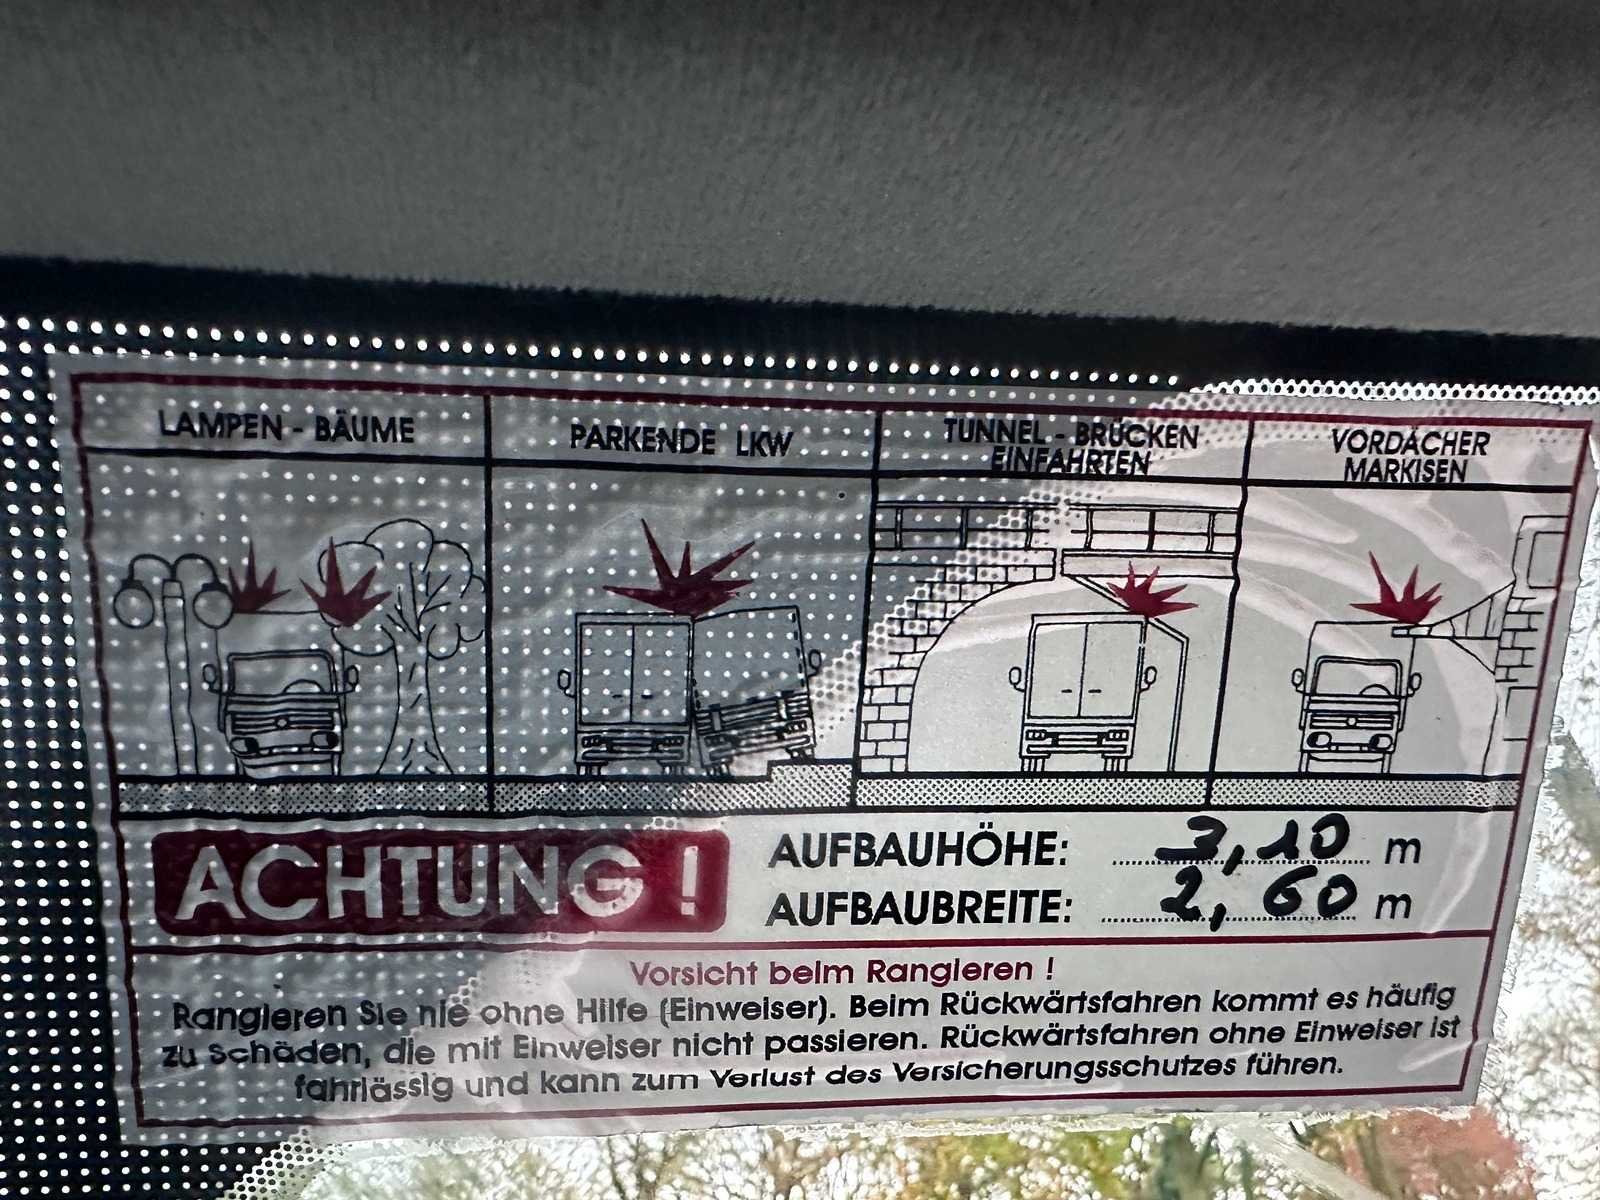 LAMPEN - BÄUME
PARKENDE LKW
TUNNEL - BRÜCKEN
EINFAHRTEN
VORDÄCHER
MARKISEN
ACHTUNG !
AUFBAUHÖHE: 3,10 m
AUFBAUBREITE: 2,60 m
Vorsicht beim Rangieren !
Rangieren Sie nie ohne Hilfe (Einweiser). Beim Rückwärtsfahren kommt es häufig
zu Schäden, die mit Einweiser nicht passieren. Rückwärtsfahren ohne Einweiser ist
fahrlässig und kann zum Verlust des Versicherungsschutzes führen.